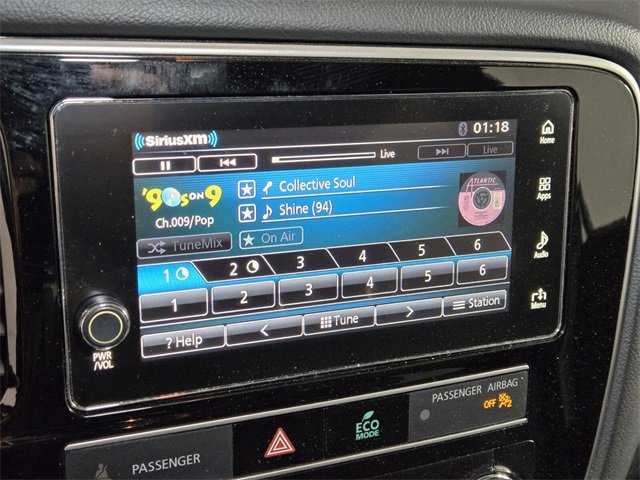 SiriusXM
01:18
Live
Live
'90s ON 9
Collective Soul
ATLANTIC
Ch.009/Pop
Shine (94)
TuneMix
On Air
1 2 3 4 5 6
1 2 3 4 5 6
? Help < Tune > Station
Home
Apps
Audio
Menu
PWR
/VOL
PASSENGER AIRBAG
OFF 2
ECO
MODE
PASSENGER